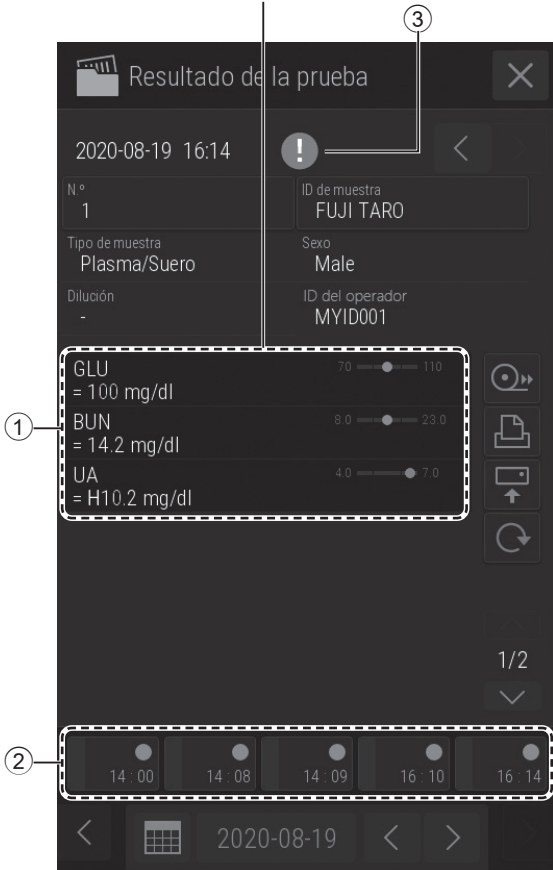 ③
Resultado de la prueba
2020-08-19 16:14
!
N.º
1
ID de muestra
FUJI TARO
Tipo de muestra
Plasma/Suero
Sexo
Male
Dilución
-
ID del operador
MYID001
①
GLU 70 110
= 100 mg/dl
BUN 8.0 23.0
= 14.2 mg/dl
UA 4.0 7.0
= H10.2 mg/dl
1/2
②
14 : 00 14 : 08 14 : 09 16 : 10 16 : 14
2020-08-19